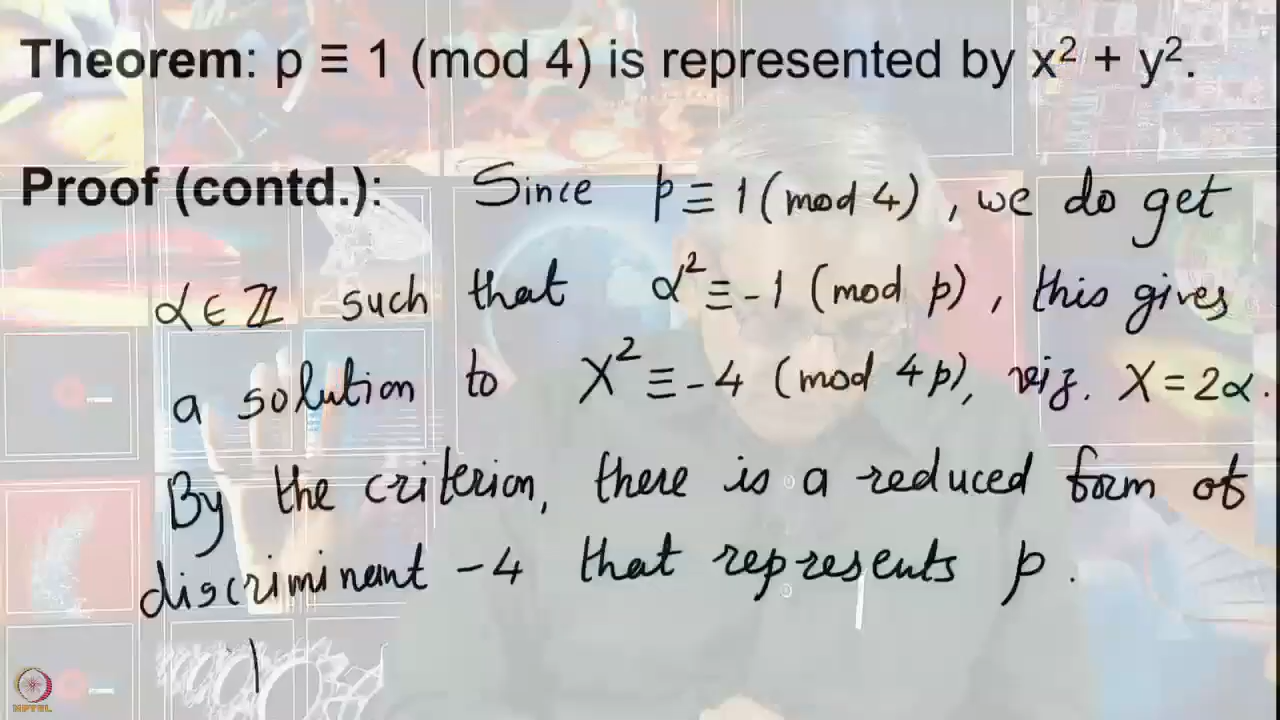 Theorem: p ≡ 1 (mod 4) is represented by x² + y².
Proof (contd.): Since p ≡ 1 (mod 4), we do get
α ∈ ℤ such that α² ≡ -1 (mod p), this gives
a solution to X² ≡ -4 (mod 4p), viz. X = 2α.
By the criterion, there is a reduced form of
discriminant -4 that represents p.
NPTEL